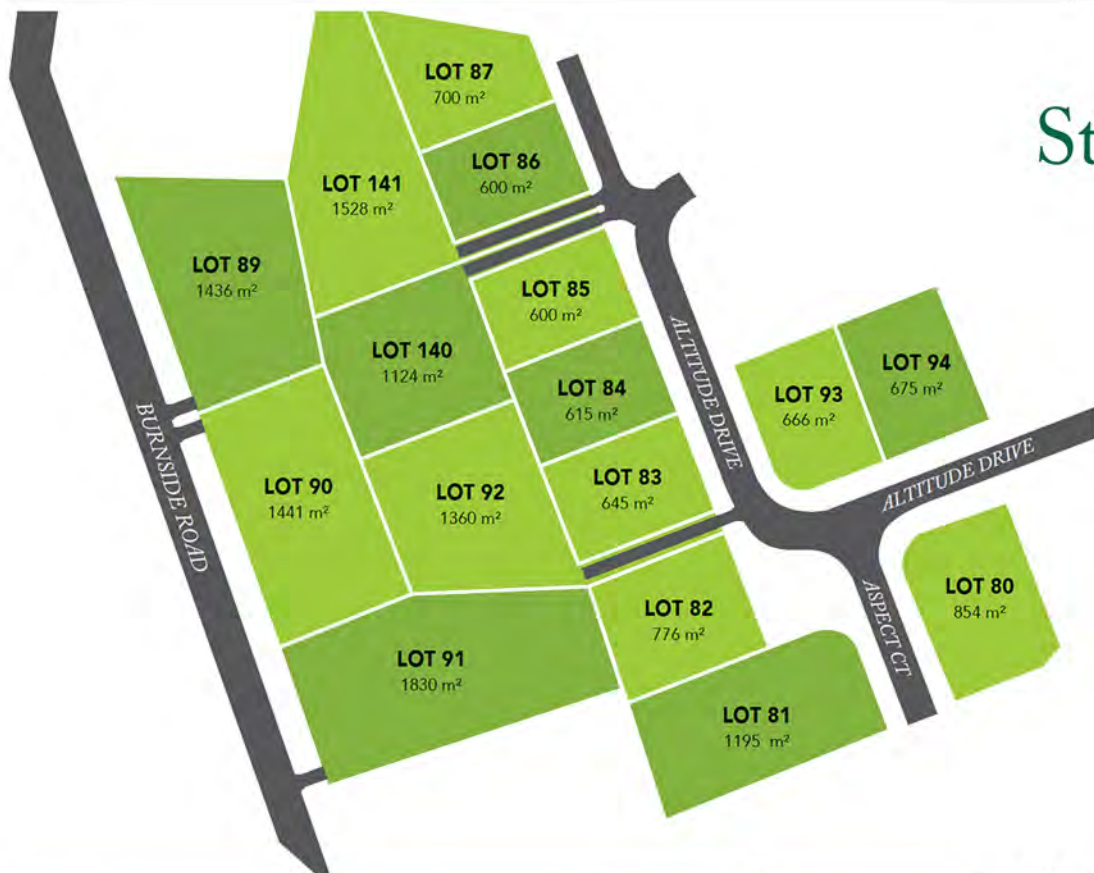 LOT 87
700 m²
St
LOT 86
600 m²
LOT 141
1528 m²
LOT 89
1436 m²
LOT 85
600 m²
LOT 140
1124 m²
LOT 84
615 m²
ALTITUDE DRIVE
LOT 93
666 m²
LOT 94
675 m²
BURNSIDE ROAD
LOT 90
1441 m²
LOT 92
1360 m²
LOT 83
645 m²
ALTITUDE DRIVE
LOT 82
776 m²
ASPECT CT
LOT 80
854 m²
LOT 91
1830 m²
LOT 81
1195 m²